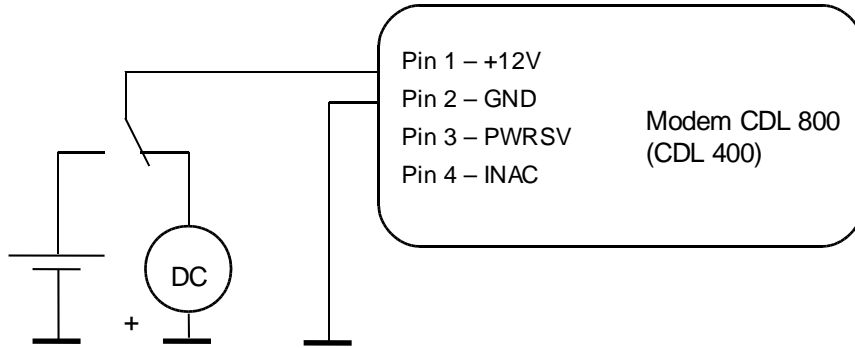 Pin 1 – +12V
Pin 2 – GND
Pin 3 – PWRSV
Pin 4 – INAC
Modem CDL 800
(CDL 400)
DC
+